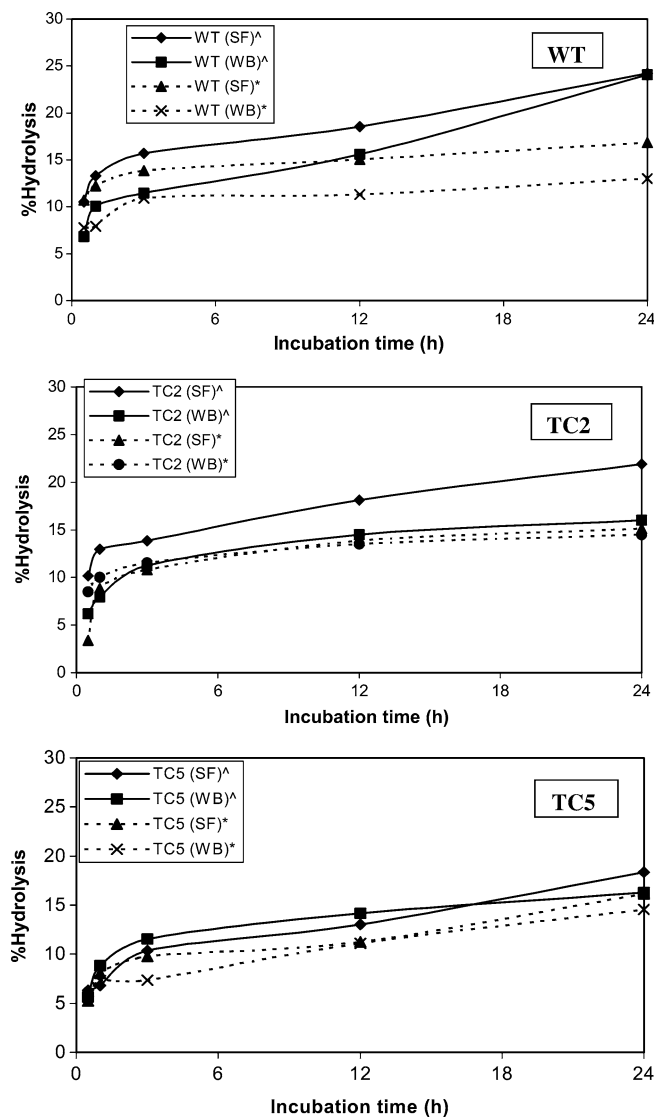 30
25
20
15
10
5
0
%Hydrolysis
WT (SF)^
WT (WB)^
WT (SF)*
WT (WB)*
WT
0 6 12 18 24
Incubation time (h)
30
25
20
15
10
5
0
%Hydrolysis
TC2 (SF)^
TC2 (WB)^
TC2 (SF)*
TC2 (WB)*
TC2
0 6 12 18 24
Incubation time (h)
30
25
20
15
10
5
0
%Hydrolysis
TC5 (SF)^
TC5 (WB)^
TC5 (SF)*
TC5 (WB)*
TC5
0 6 12 18 24
Incubation time (h)